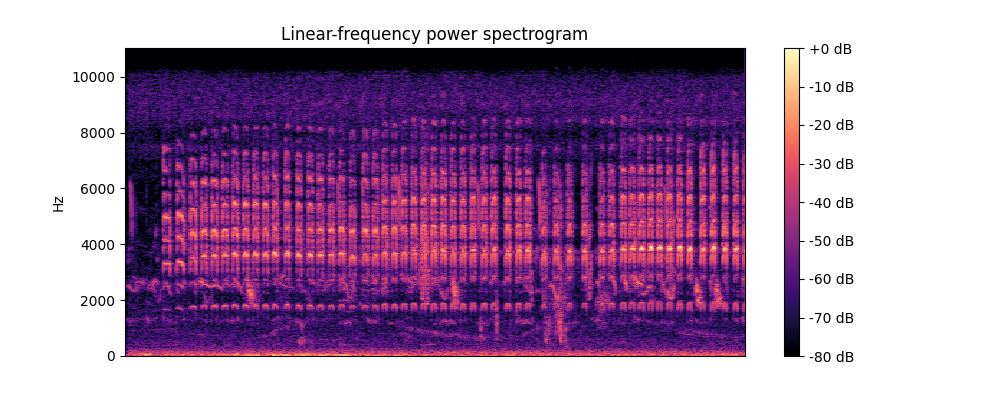 Linear-frequency power spectrogram
Hz
10000
8000
6000
4000
2000
0
+0 dB
-10 dB
-20 dB
-30 dB
-40 dB
-50 dB
-60 dB
-70 dB
-80 dB